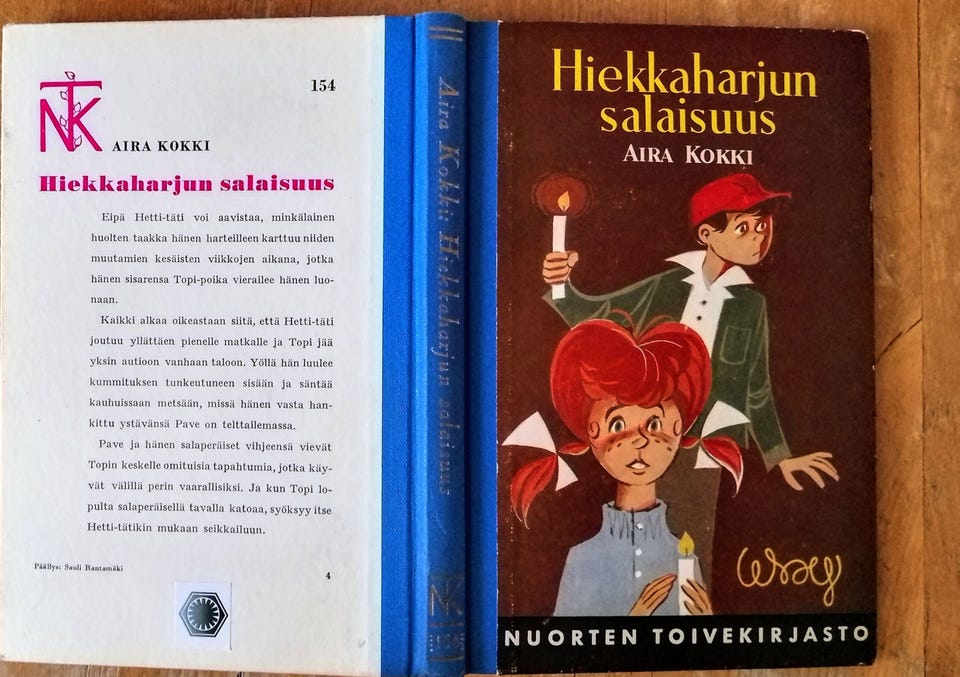 NTK
154
AIRA KOKKI
Hiekkaharjun salaisuus
Eipä Hetti-täti voi aavistaa, minkälainen
huolten taakka hänen harteilleen karttuu niiden
muutamien kesäisten viikkojen aikana, jotka
hänen sisarensa Topi-poika vierailee hänen luo-
naan.
Kaikki alkaa oikeastaan siitä, että Hetti-täti
joutuu yllättäen pienelle matkalle ja Topi jää
yksin autioon vanhaan taloon. Yöllä hän luulee
kummituksen tunkeutuneen sisään ja säntää
kauhuissaan metsään, missä hänen vasta han-
kittu ystävänsä Pave on telttailemassa.
Pave ja hänen salaperäiset vihjeensä vievät
Topin keskelle omituisia tapahtumia, jotka käy-
vät välillä perin vaarallisiksi. Ja kun Topi lo-
pulta salaperäisellä tavalla katoaa, syöksyy itse
Hetti-tätikin mukaan seikkailuun.
Päällys: Sauli Rantamäki
4
Aira Kokki: Hiekkaharjun salaisuus
NTK
Hiekkaharjun
salaisuus
AIRA KOKKI
NUORTEN TOIVEKIRJASTO